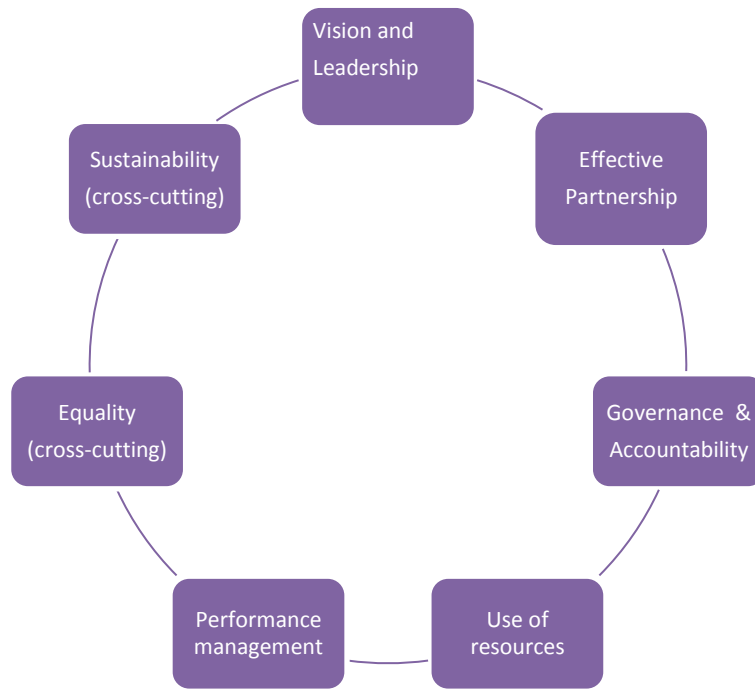 Vision and
Leadership
Effective
Partnership
Governance &
Accountability
Use of
resources
Performance
management
Equality
(cross-cutting)
Sustainability
(cross-cutting)